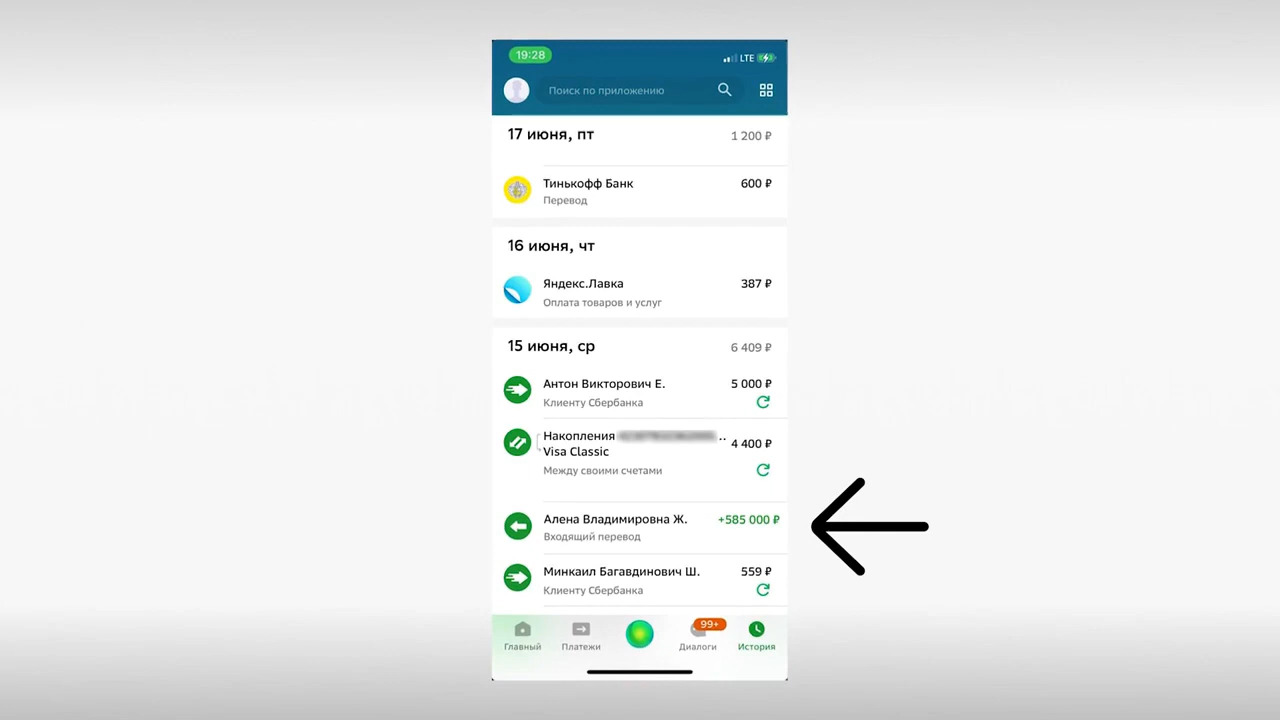 19:28
LTE
Поиск по приложению
17 июня, пт
1 200 ₽
Тинькофф Банк
600 ₽
Перевод
16 июня, чт
Яндекс.Лавка
387 ₽
Оплата товаров и услуг
15 июня, ср
6 409 ₽
Антон Викторович Е.
5 000 ₽
Клиенту Сбербанка
Накопления ..
4 400 ₽
Visa Classic
Между своими счетами
Алена Владимировна Ж.
+585 000 ₽
Входящий перевод
Минкаил Багавдинович Ш.
559 ₽
Клиенту Сбербанка
99+
Главный
Платежи
Диалоги
История